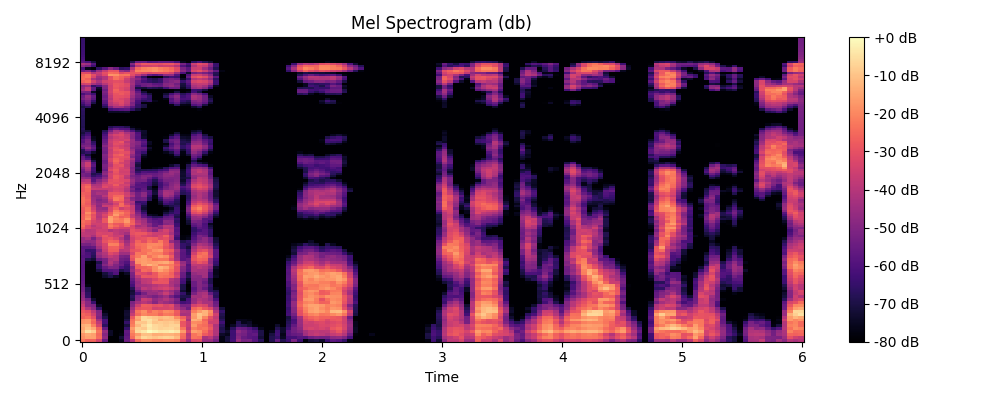 Mel Spectrogram (db)
8192
4096
2048
1024
512
0
Hz
0 1 2 3 4 5 6
Time
+0 dB
-10 dB
-20 dB
-30 dB
-40 dB
-50 dB
-60 dB
-70 dB
-80 dB